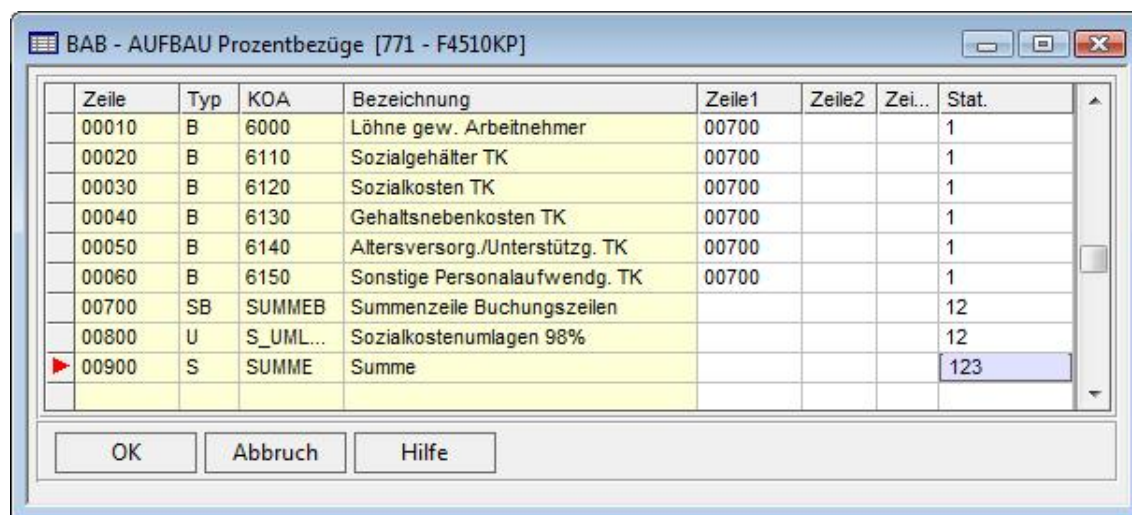 BAB - AUFBAU Prozentbezüge [771 - F4510KP]
Zeile Typ KOA Bezeichnung Zeile1 Zeile2 Zei... Stat.
00010 B 6000 Löhne gew. Arbeitnehmer 00700 1
00020 B 6110 Sozialgehälter TK 00700 1
00030 B 6120 Sozialkosten TK 00700 1
00040 B 6130 Gehaltsnebenkosten TK 00700 1
00050 B 6140 Altersversorg./Unterstützg. TK 00700 1
00060 B 6150 Sonstige Personalaufwendg. TK 00700 1
00700 SB SUMMEB Summenzeile Buchungszeilen 12
00800 U S_UML... Sozialkostenumlagen 98% 12
00900 S SUMME Summe 123
OK Abbruch Hilfe